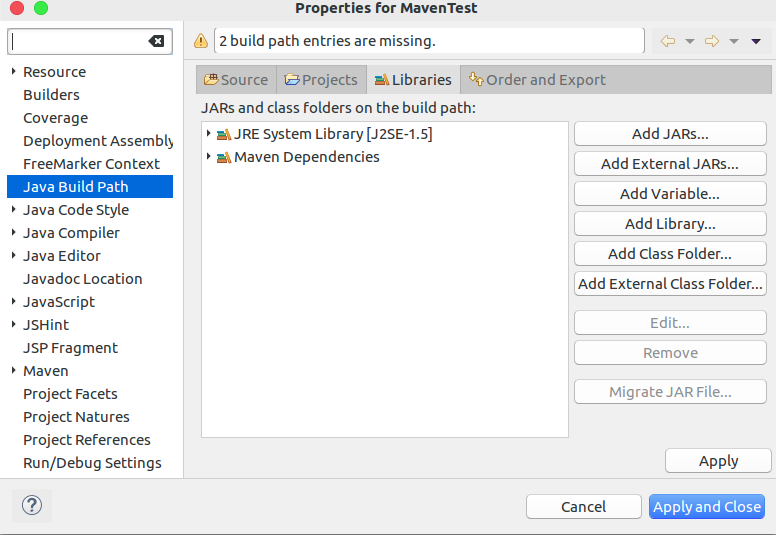 Properties for MavenTest
2 build path entries are missing.
Resource
Builders
Coverage
Deployment Assembly
FreeMarker Context
Java Build Path
Java Code Style
Java Compiler
Java Editor
Javadoc Location
JavaScript
JSHint
JSP Fragment
Maven
Project Facets
Project Natures
Project References
Run/Debug Settings
Source
Projects
Libraries
Order and Export
JARs and class folders on the build path:
JRE System Library [J2SE-1.5]
Maven Dependencies
Add JARs...
Add External JARs...
Add Variable...
Add Library...
Add Class Folder...
Add External Class Folder...
Edit...
Remove
Migrate JAR File...
Apply
?
Cancel
Apply and Close